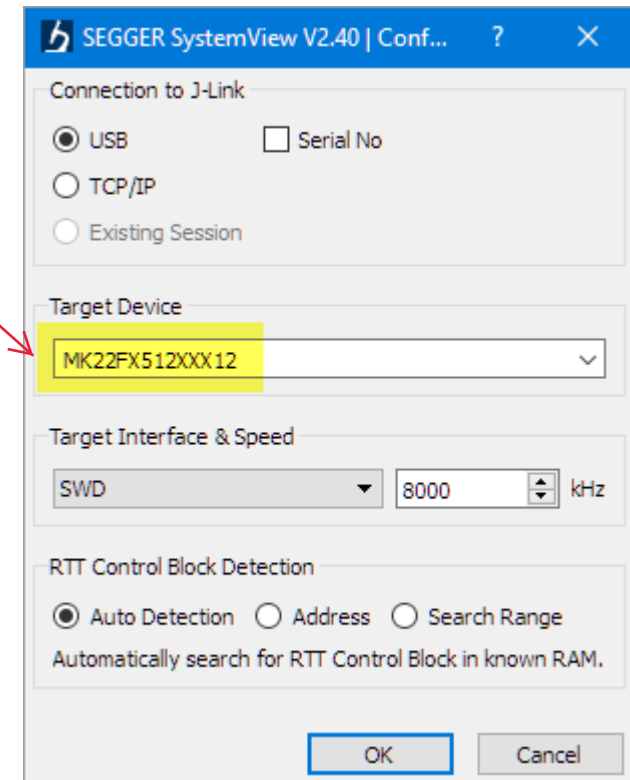 SEGGER SystemView V2.40 | Conf... ?
Connection to J-Link
USB Serial No
TCP/IP
Existing Session
Target Device
MK22FX512XXX12
Target Interface & Speed
SWD 8000 kHz
RTT Control Block Detection
Auto Detection Address Search Range
Automatically search for RTT Control Block in known RAM.
OK Cancel